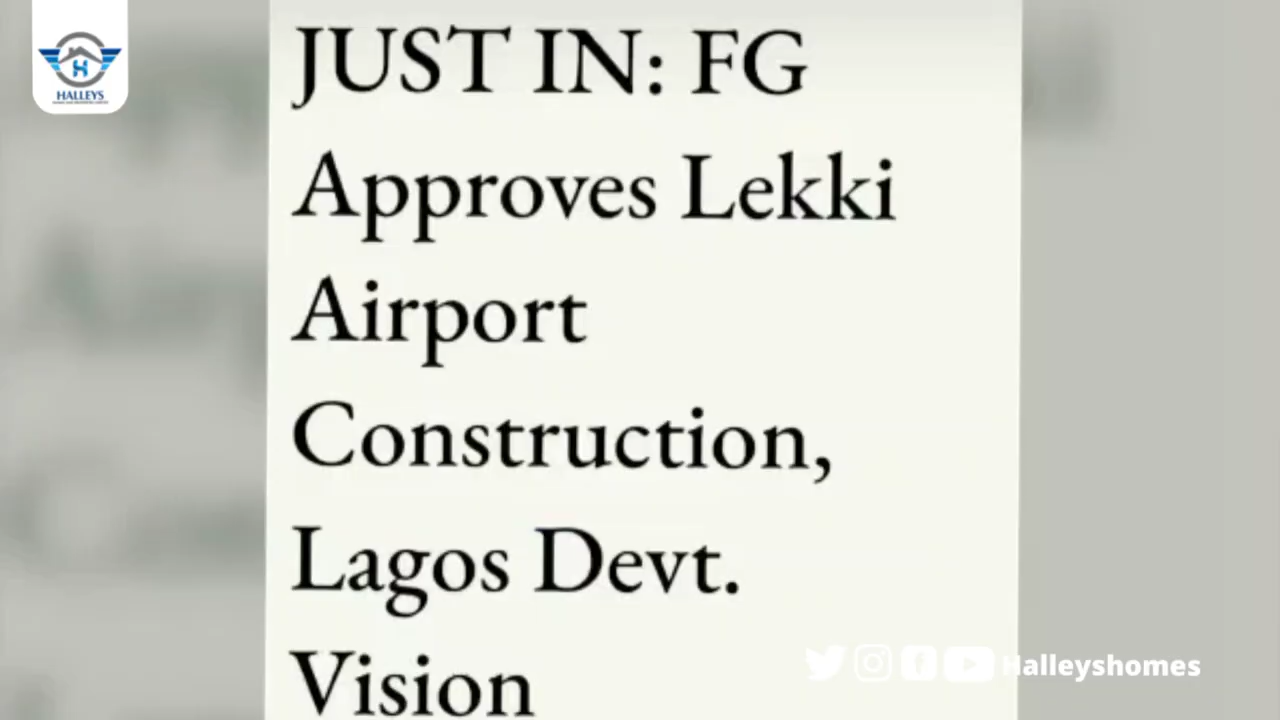 JUST IN: FG
Approves Lekki
Airport
Construction,
Lagos Devt.
Vision
HALLEYS
Halleyshomes